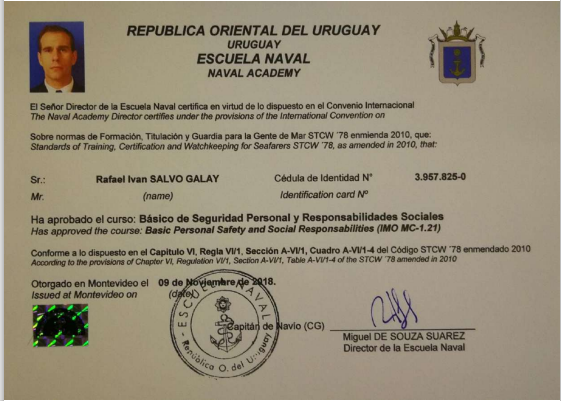 REPUBLICA ORIENTAL DEL URUGUAY
URUGUAY
ESCUELA NAVAL
NAVAL ACADEMY
El Señor Director de la Escuela Naval certifica en virtud de lo dispuesto en el Convenio Internacional
The Naval Academy Director certifies under the provisions of the International Convention on
Sobre normas de Formación, Titulación y Guardia para la Gente de Mar STCW ´78 enmienda 2010, que:
Standards of Training, Certification and Watchkeeping for Seafarers STCW ´78, as amended in 2010, that:
Sr.: Rafael Ivan SALVO GALAY Cédula de Identidad N° 3.957.825-0
Mr. (name) Identification card Nº
Ha aprobado el curso: Básico de Seguridad Personal y Responsabilidades Sociales
Has approved the course: Basic Personal Safety and Social Responsabilities (IMO MC-1.21)
Conforme a lo dispuesto en el Capitulo VI, Regla VI/1, Sección A-VI/1, Cuadro A-VI/1-4 del Código STCW ´78 enmendado 2010
According to the provisions of Chapter VI, Regulation VI/1, Section A-VI/1, Table A-VI/1-4 of the STCW ´78 amended in 2010
Otorgado en Montevideo el 09 de Noviembre de 2018.
Issued at Montevideo on (date)
ESCUELA NAVAL
República O. del Uruguay
Capitán de Navío (CG)
Miguel DE SOUZA SUAREZ
Director de la Escuela Naval